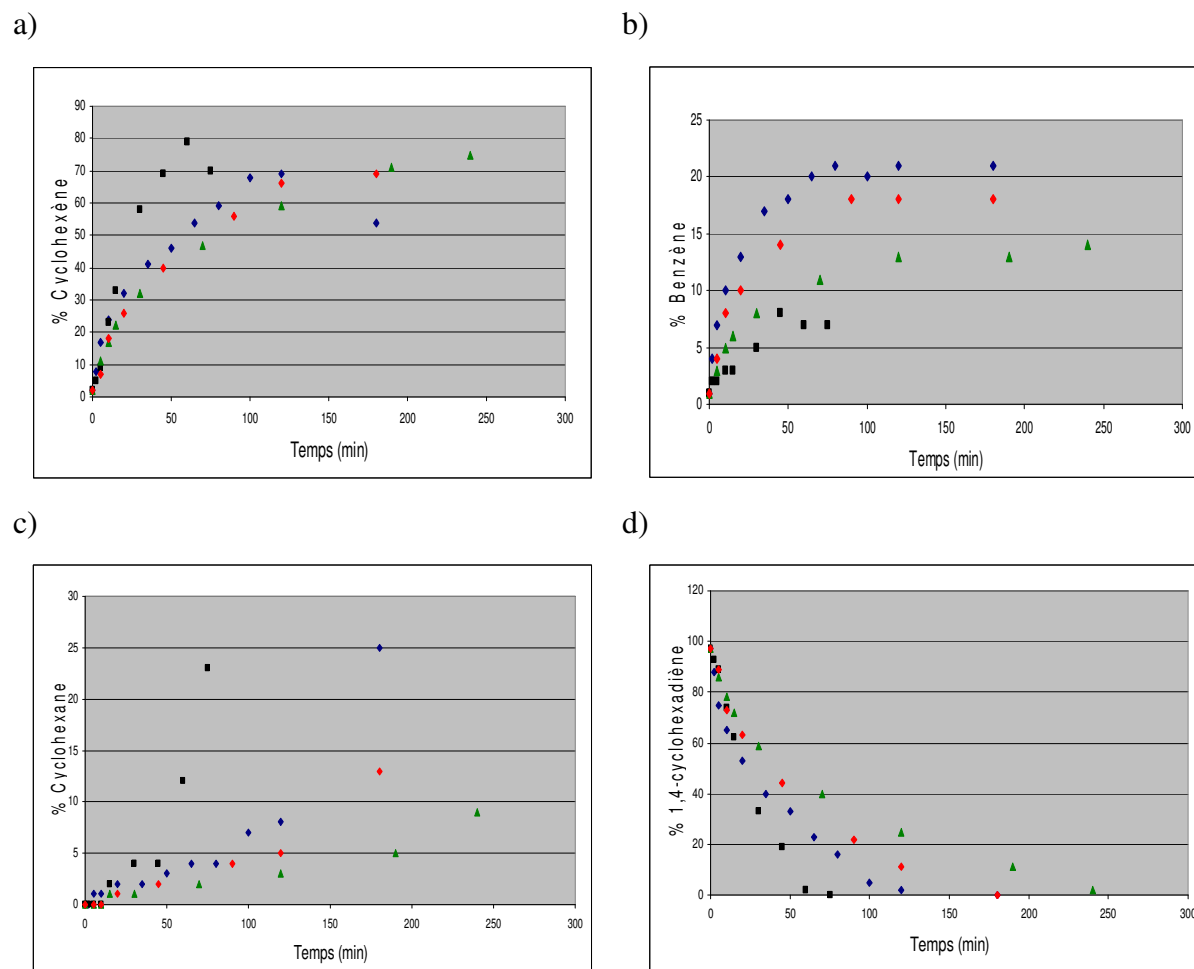 a)
90
80
70
60
50
40
30
20
10
0
% Cyclohexène
0 50 100 150 200 250 300
Temps (min)
b)
25
20
15
10
5
0
% Benzène
0 50 100 150 200 250 300
Temps (min)
c)
30
25
20
15
10
5
0
% Cyclohexane
0 50 100 150 200 250 300
Temps (min)
d)
120
100
80
60
40
20
0
% 1,4-cyclohexadiène
0 50 100 150 200 250 300
Temps (min)